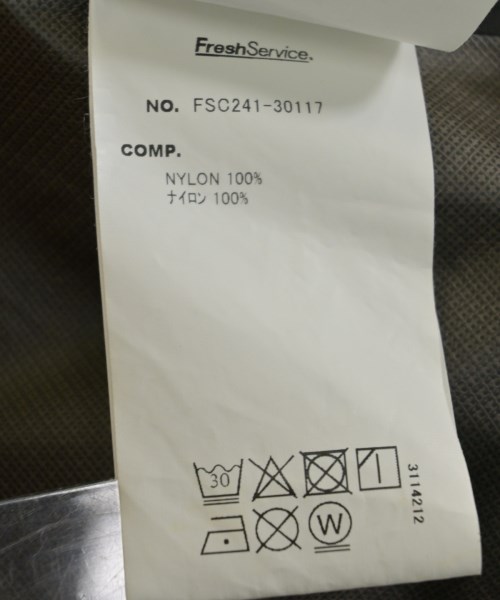 FreshService.
NO. FSC241-30117
COMP.
NYLON 100%
ナイロン 100%
30
W
3114212